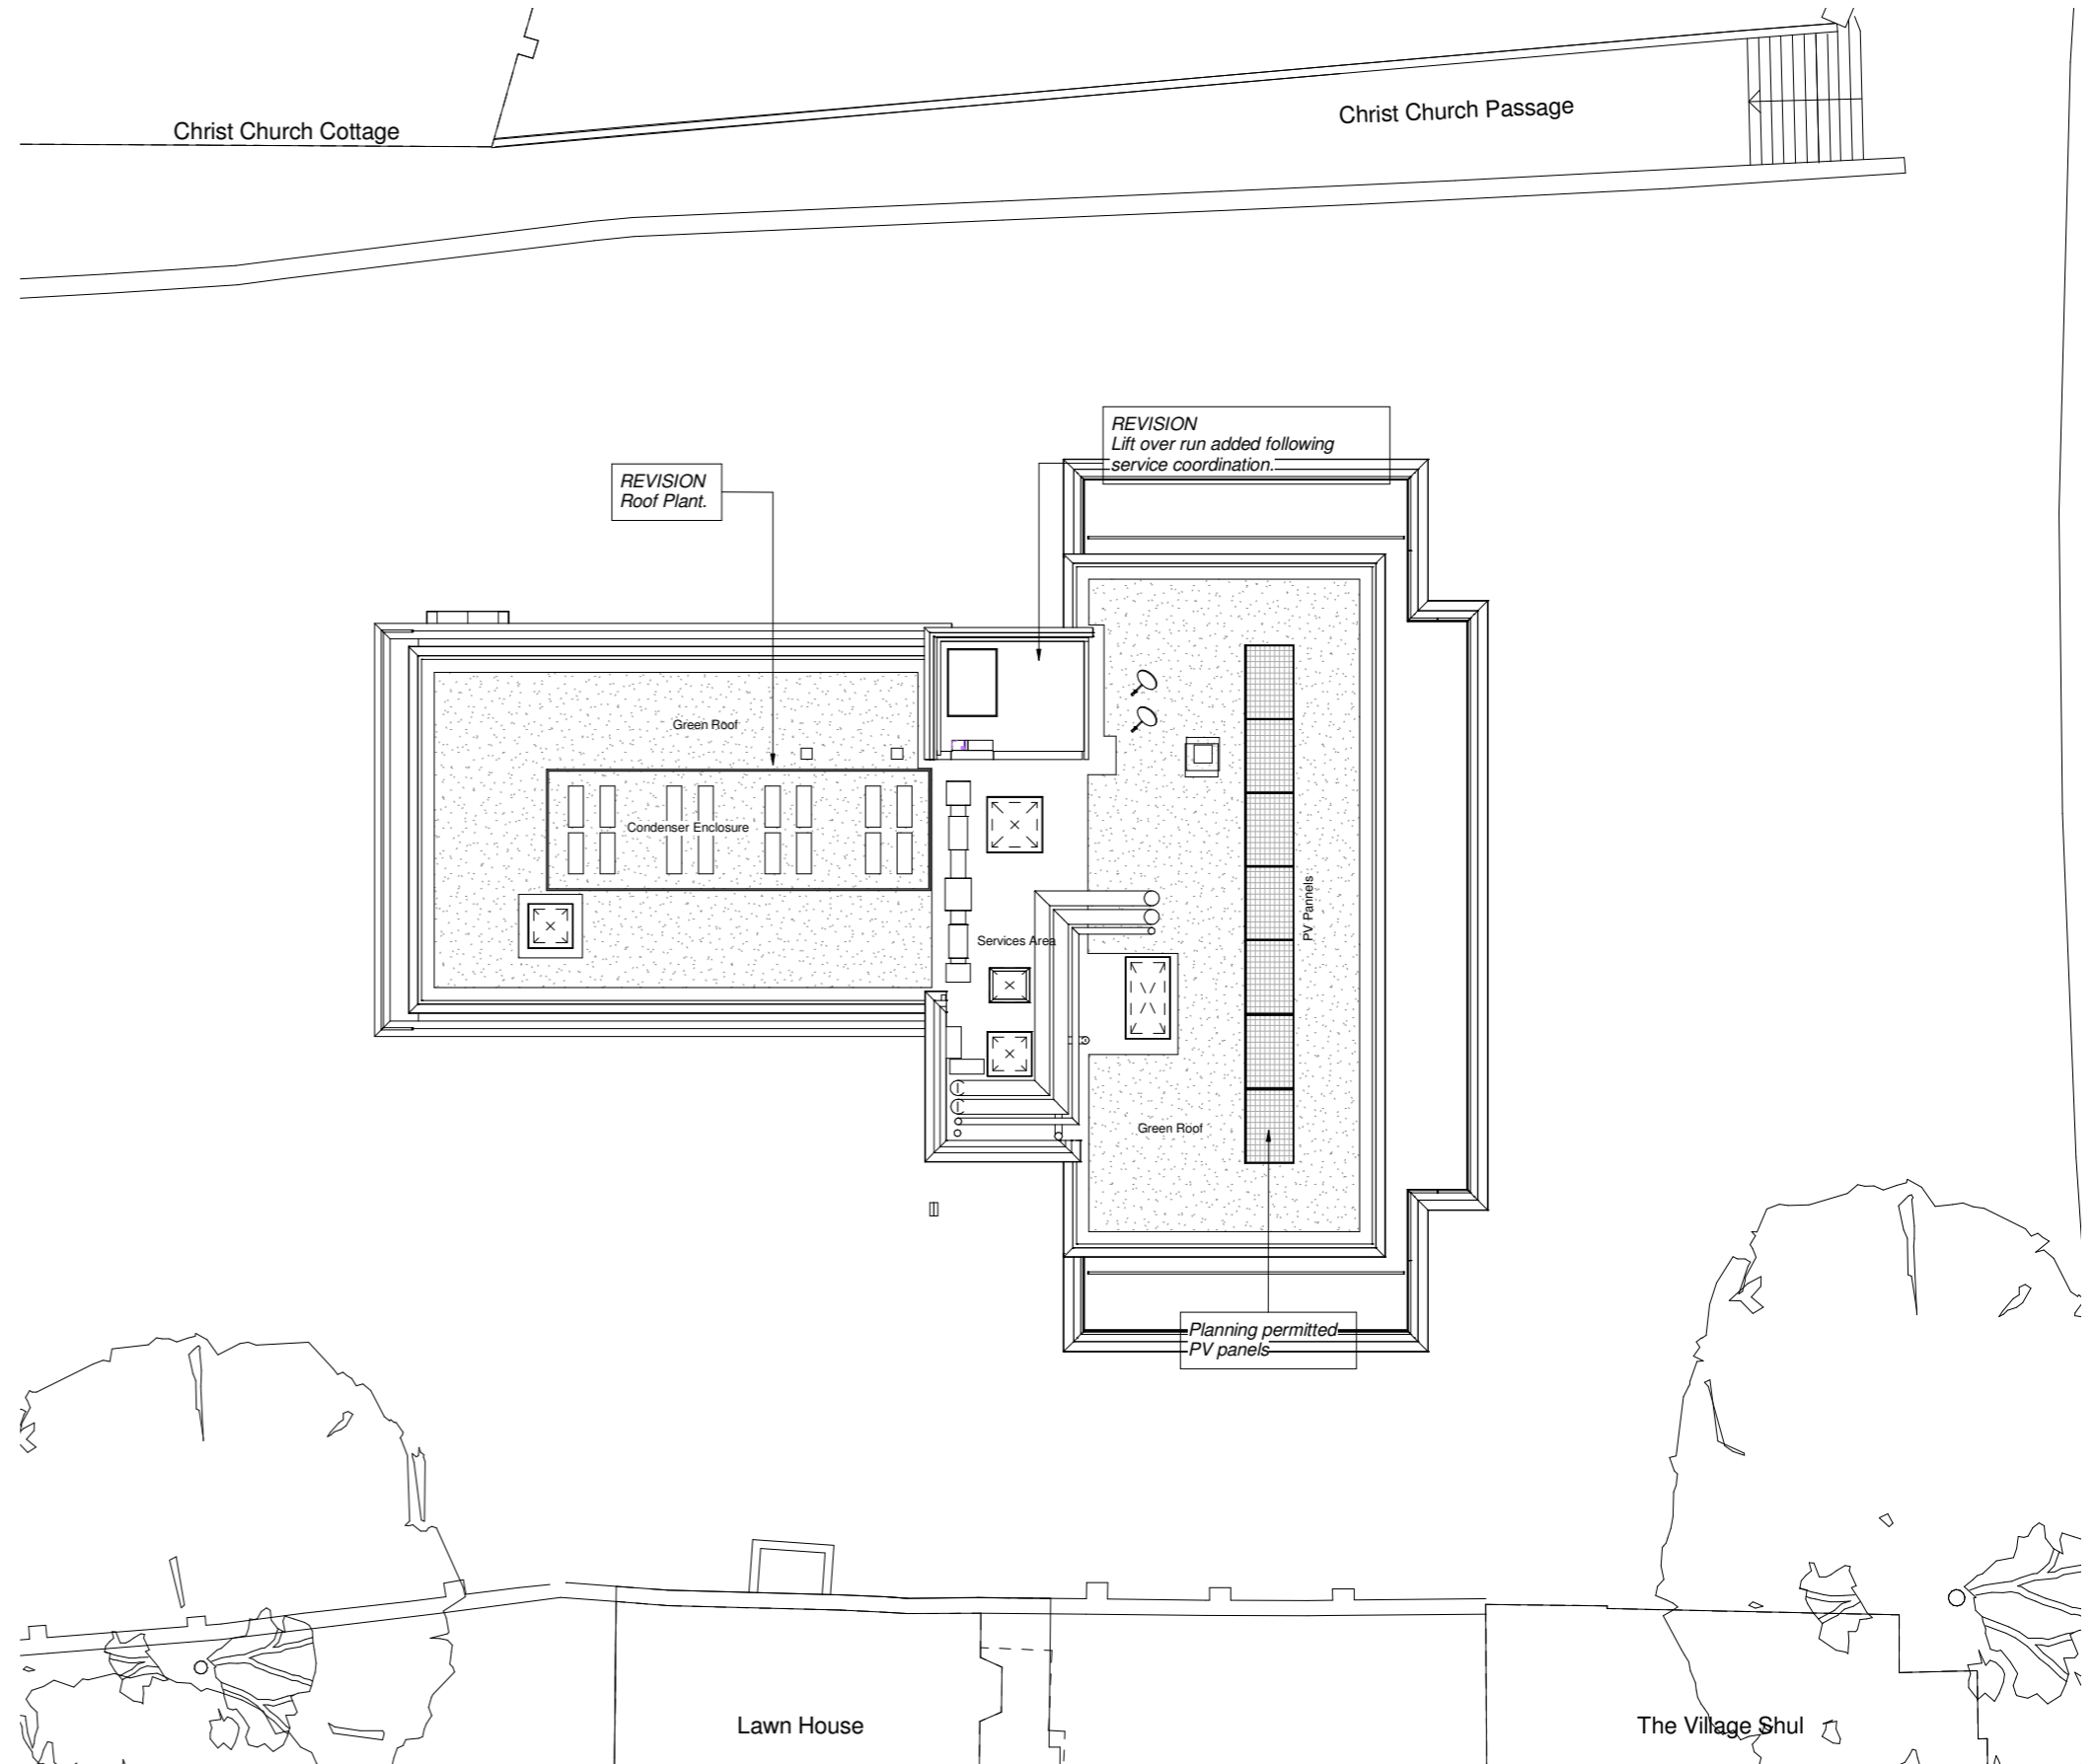 Christ Church Cottage
Christ Church Passage
REVISION
Lift over run added following
service coordination.
REVISION
Roof Plant.
Green Roof
Condenser Enclosure
PV Pannels
Services Area
Green Roof
Planning permitted
PV panels
Lawn House
The Village Shul